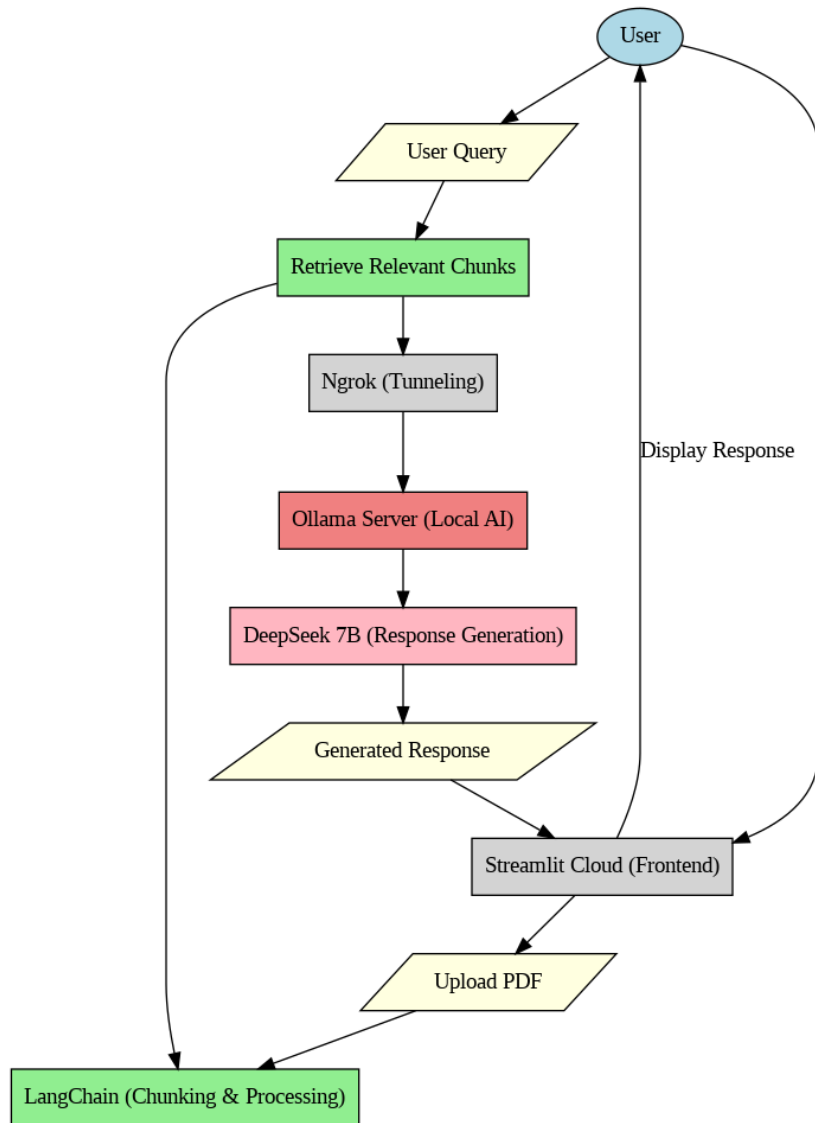 User
User Query
Retrieve Relevant Chunks
Ngrok (Tunneling)
Display Response
Ollama Server (Local AI)
DeepSeek 7B (Response Generation)
Generated Response
Streamlit Cloud (Frontend)
Upload PDF
LangChain (Chunking & Processing)